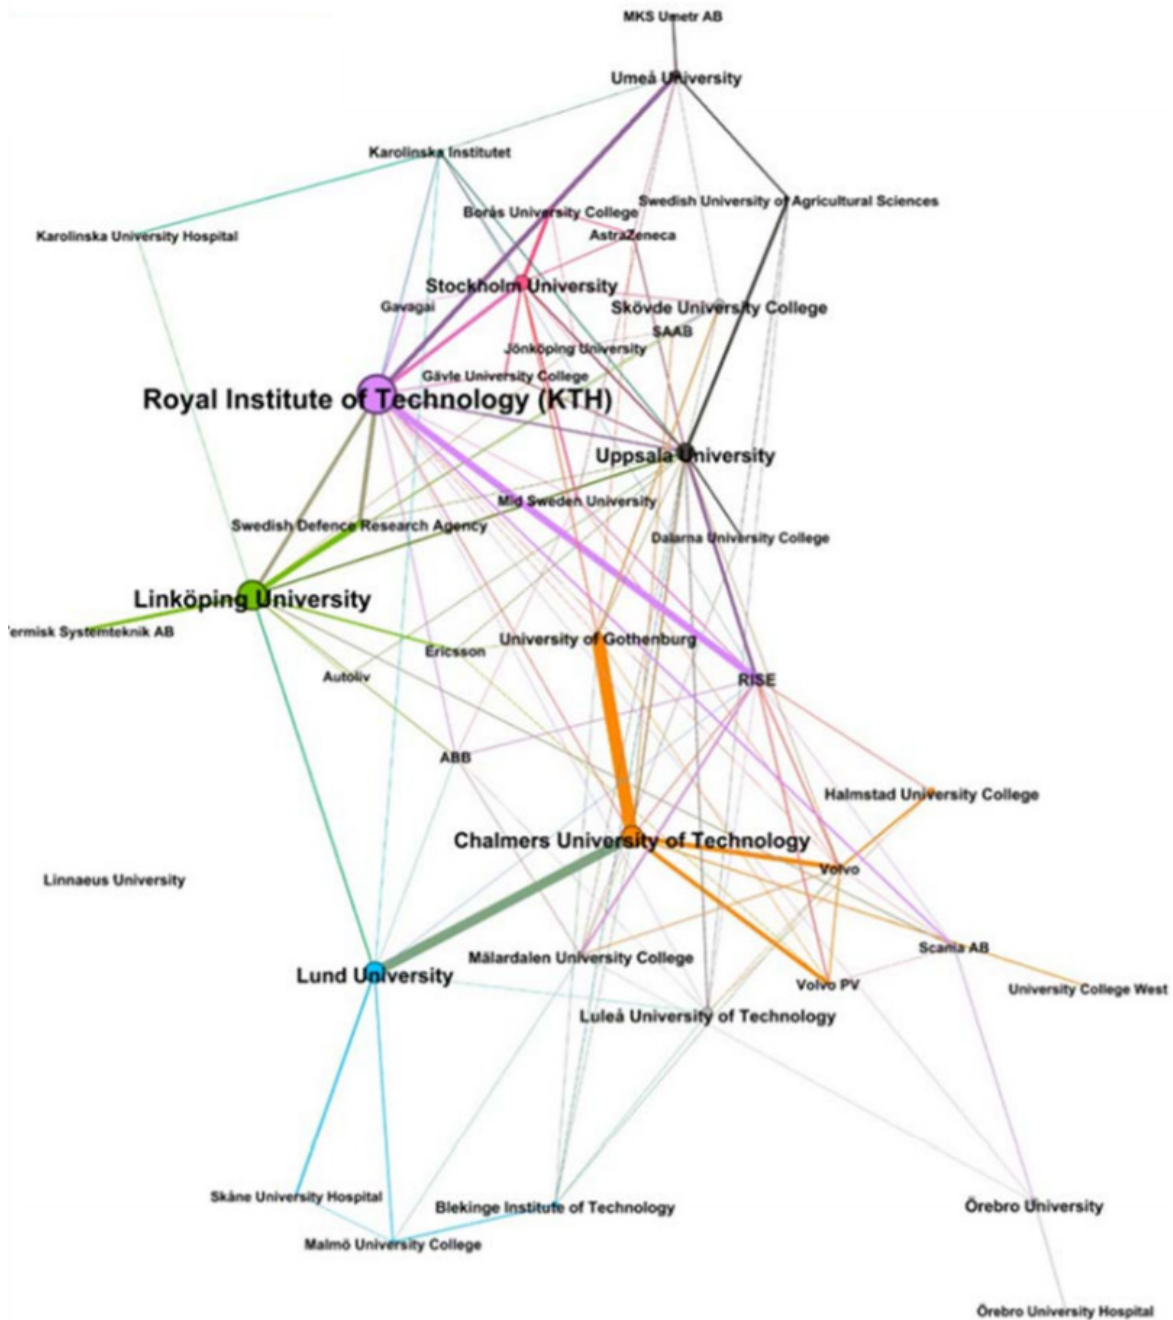 MKS Umetr AB
Umeå University
Karolinska Institutet
Swedish University of Agricultural Sciences
Borås University College
AstraZeneca
Karolinska University Hospital
Stockholm University
Gavagai
Skövde University College
SAAB
Jönköping University
Gävle University College
Royal Institute of Technology (KTH)
Uppsala University
Mid Sweden University
Swedish Defence Research Agency
Dalarna University College
Linköping University
ermisk Systemteknik AB
University of Gothenburg
Ericsson
Autoliv
RISE
ABB
Halmstad University College
Chalmers University of Technology
Volvo
Linnaeus University
Scania AB
Mälardalen University College
Lund University
Volvo PV
University College West
Luleå University of Technology
Skåne University Hospital
Blekinge Institute of Technology
Örebro University
Malmö University College
Örebro University Hospital